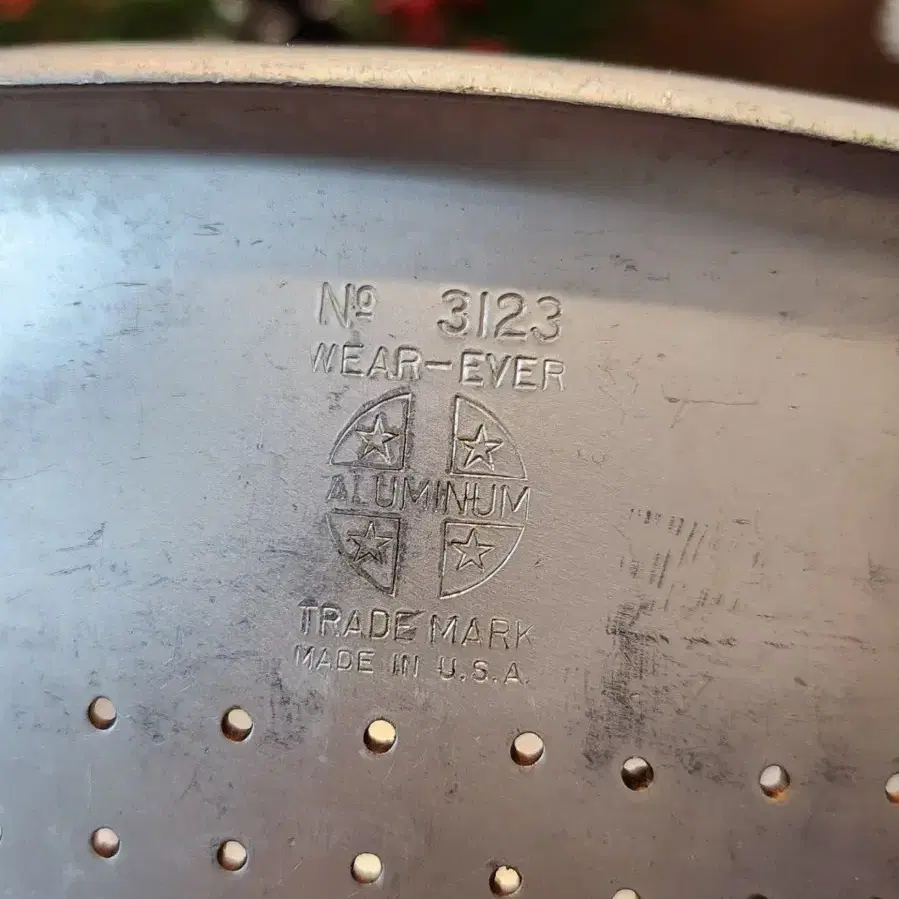 Nº 3123
WEAR-EVER
ALUMINUM
TRADE MARK
MADE IN U.S.A.